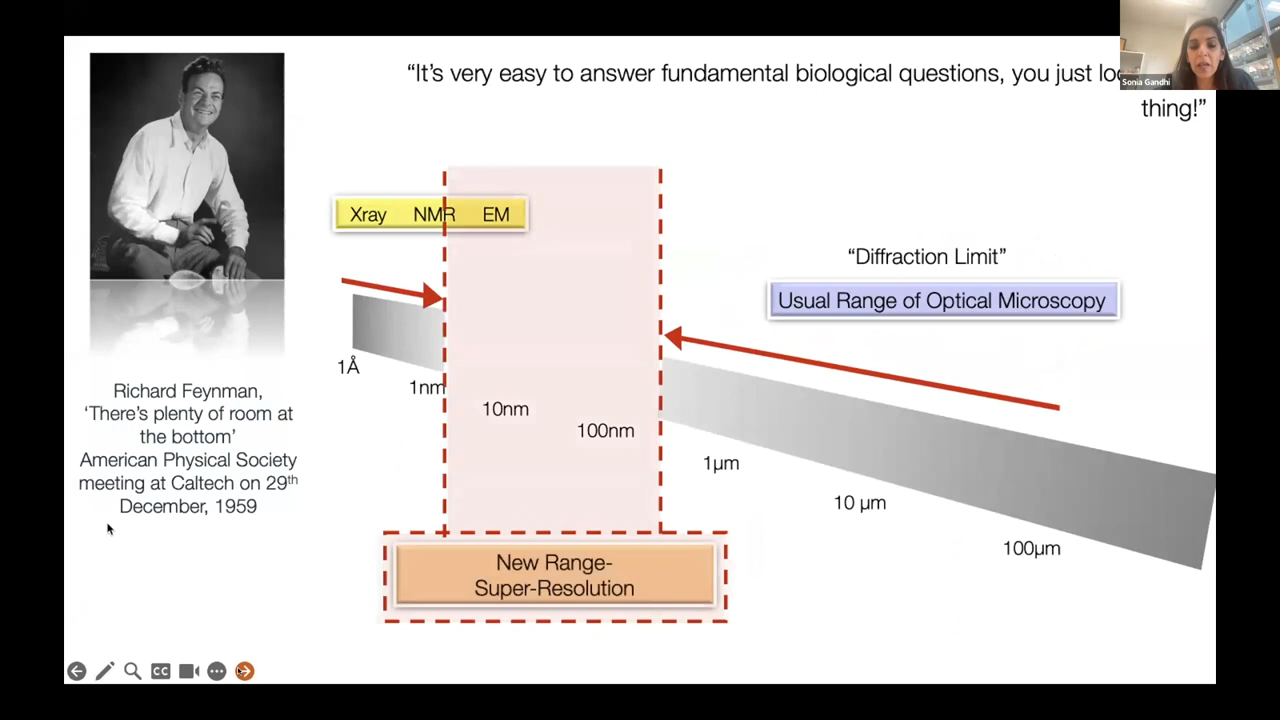 “It’s very easy to answer fundamental biological questions, you just
thing!”
Sonia Gandhi
Xray NMR EM
“Diffraction Limit”
Usual Range of Optical Microscopy
1Å
1nm
10nm
100nm
1µm
10 µm
100µm
Richard Feynman,
‘There’s plenty of room at
the bottom’
American Physical Society
meeting at Caltech on 29th
December, 1959
New Range-
Super-Resolution
CC